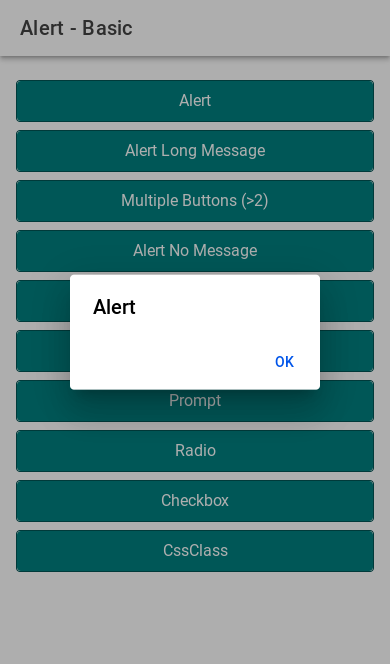 Alert - Basic
Alert
Alert Long Message
Multiple Buttons (>2)
Alert No Message
Alert
OK
Prompt
Radio
Checkbox
CssClass